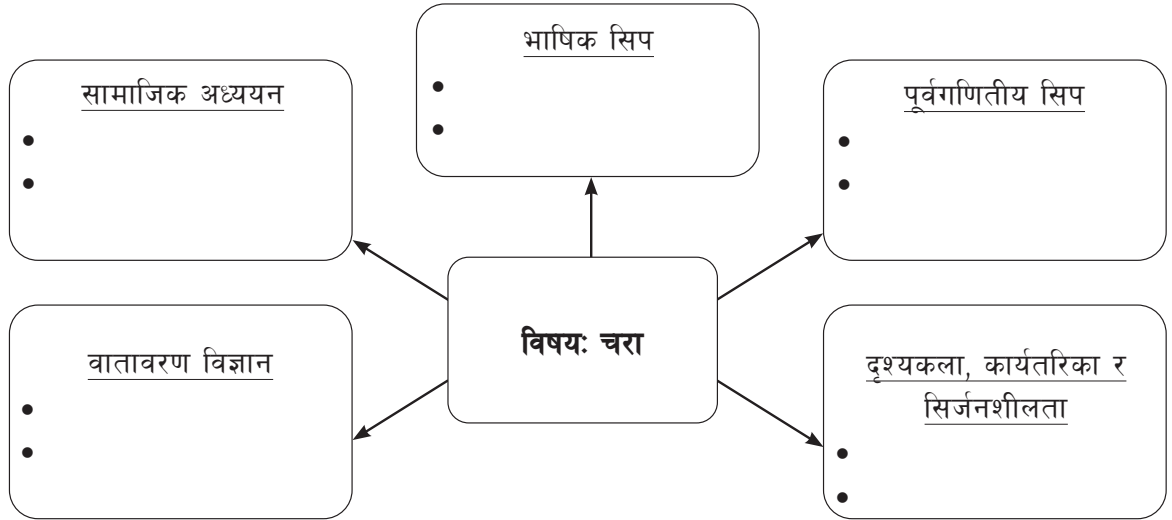 भाषिक सिप
•
•
सामाजिक अध्ययन
•
•
पूर्वगणितीय सिप
•
•
विषयः चरा
वातावरण विज्ञान
•
•
दृश्यकला, कार्यतरिका र
सिर्जनशीलता
•
•